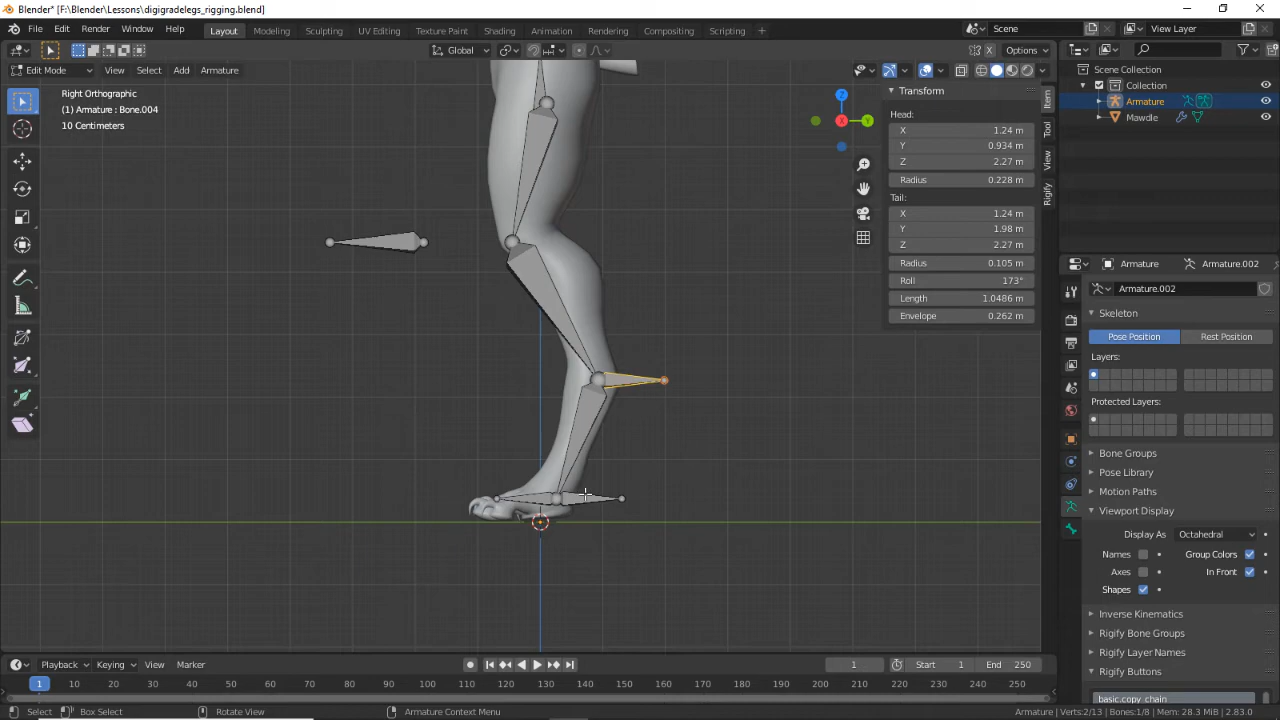 Blender* [F:\Blender\Lessons\digigradelegs_rigging.blend]
File Edit Render Window Help Layout Modeling Sculpting UV Editing Texture Paint Shading Animation Rendering Compositing Scripting + Scene View Layer
Global Options
Edit Mode View Select Add Armature X
Right Orthographic
(1) Armature : Bone.004
10 Centimeters
Z
X
Y
Transform
Head:
X 1.24 m
Y 0.934 m
Z 2.27 m
Radius 0.228 m
Tail:
X 1.24 m
Y 1.98 m
Z 2.27 m
Radius 0.105 m
Roll 173°
Length 1.0486 m
Envelope 0.262 m
Item
Tool
View
Rigify
Scene Collection
Collection
Armature
Mawdle
Armature Armature.002
Armature.002
Skeleton
Pose Position Rest Position
Layers:
Protected Layers:
Bone Groups
Pose Library
Motion Paths
Viewport Display
Display As Octahedral
Names Group Colors
Axes In Front
Shapes
Inverse Kinematics
Rigify Bone Groups
Rigify Layer Names
Rigify Buttons
basic.copy_chain
Playback Keying View Marker 1 Start 1 End 250
1 10 20 30 40 50 60 70 80 90 100 110 120 130 140 150 160 170 180 190 200 210 220 230 240 250
Select Box Select Rotate View Armature Context Menu Armature | Verts:2/13 | Bones:1/8 | Mem: 28.3 MiB | 2.83.0